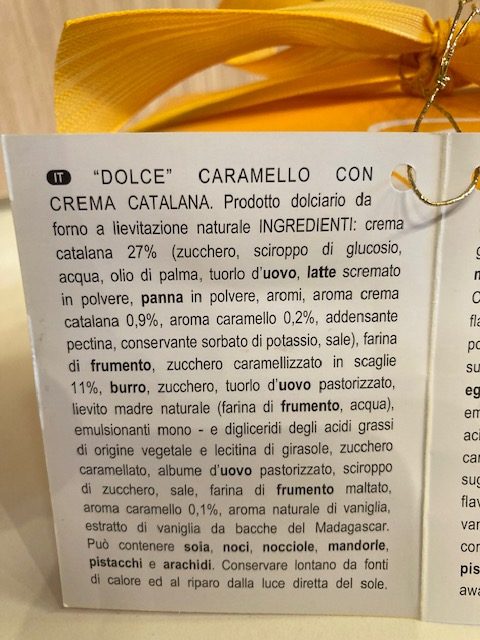 IT "DOLCE" CARAMELLO CON
CREMA CATALANA. Prodotto dolciario da
forno a lievitazione naturale INGREDIENTI: crema
catalana 27% (zucchero, sciroppo di glucosio,
acqua, olio di palma, tuorlo d'uovo, latte scremato
in polvere, panna in polvere, aromi, aroma crema
catalana 0,9%, aroma caramello 0,2%, addensante
pectina, conservante sorbato di potassio, sale), farina
di frumento, zucchero caramellizzato in scaglie
11%, burro, zucchero, tuorlo d'uovo pastorizzato,
lievito madre naturale (farina di frumento, acqua),
emulsionanti mono - e digliceridi degli acidi grassi
di origine vegetale e lecitina di girasole, zucchero
caramellato, albume d'uovo pastorizzato, sciroppo
di zucchero, sale, farina di frumento maltato,
aroma caramello 0,1%, aroma naturale di vaniglia,
estratto di vaniglia da bacche del Madagascar.
Può contenere soia, noci, nocciole, mandorle,
pistacchi e arachidi. Conservare lontano da fonti
di calore ed al riparo dalla luce diretta del sole.